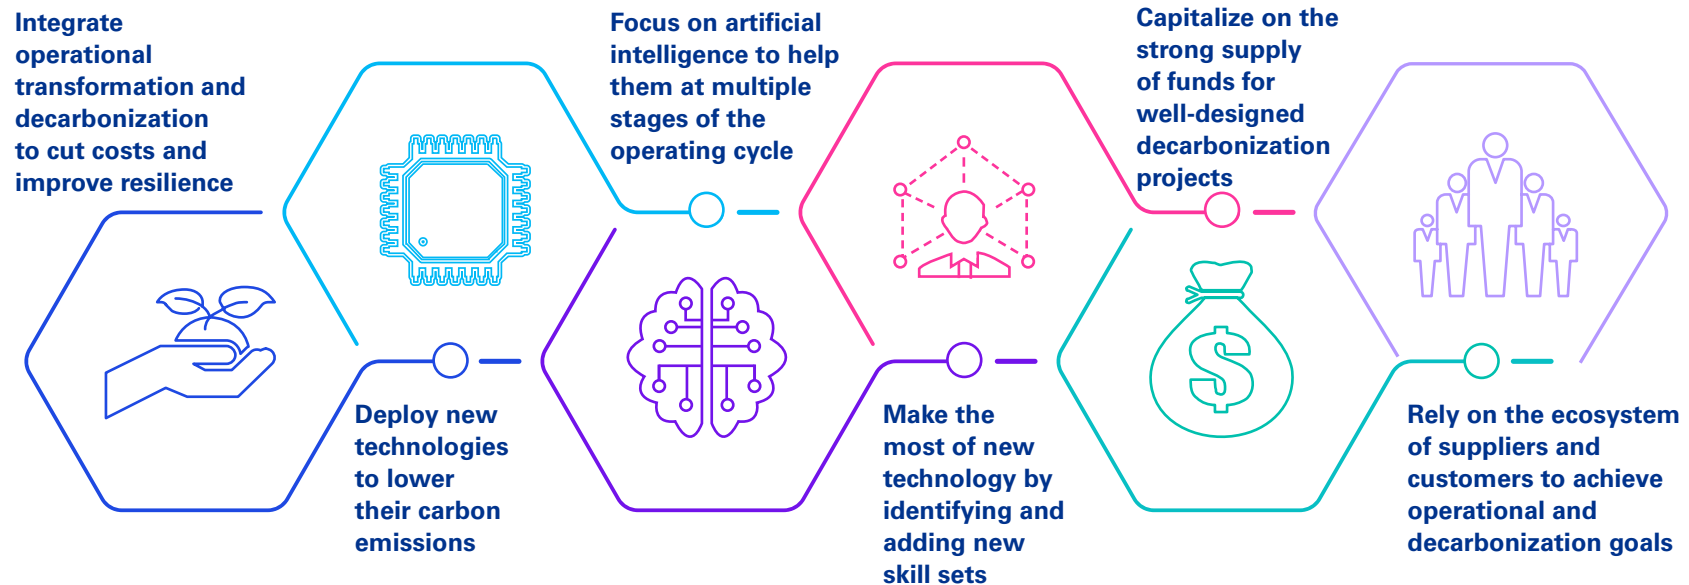 Integrate
operational
transformation and
decarbonization
to cut costs and
improve resilience
Deploy new
technologies
to lower
their carbon
emissions
Focus on artificial
intelligence to help
them at multiple
stages of the
operating cycle
Make the
most of new
technology by
identifying and
adding new
skill sets
Capitalize on the
strong supply
of funds for
well-designed
decarbonization
projects
Rely on the ecosystem
of suppliers and
customers to achieve
operational and
decarbonization goals